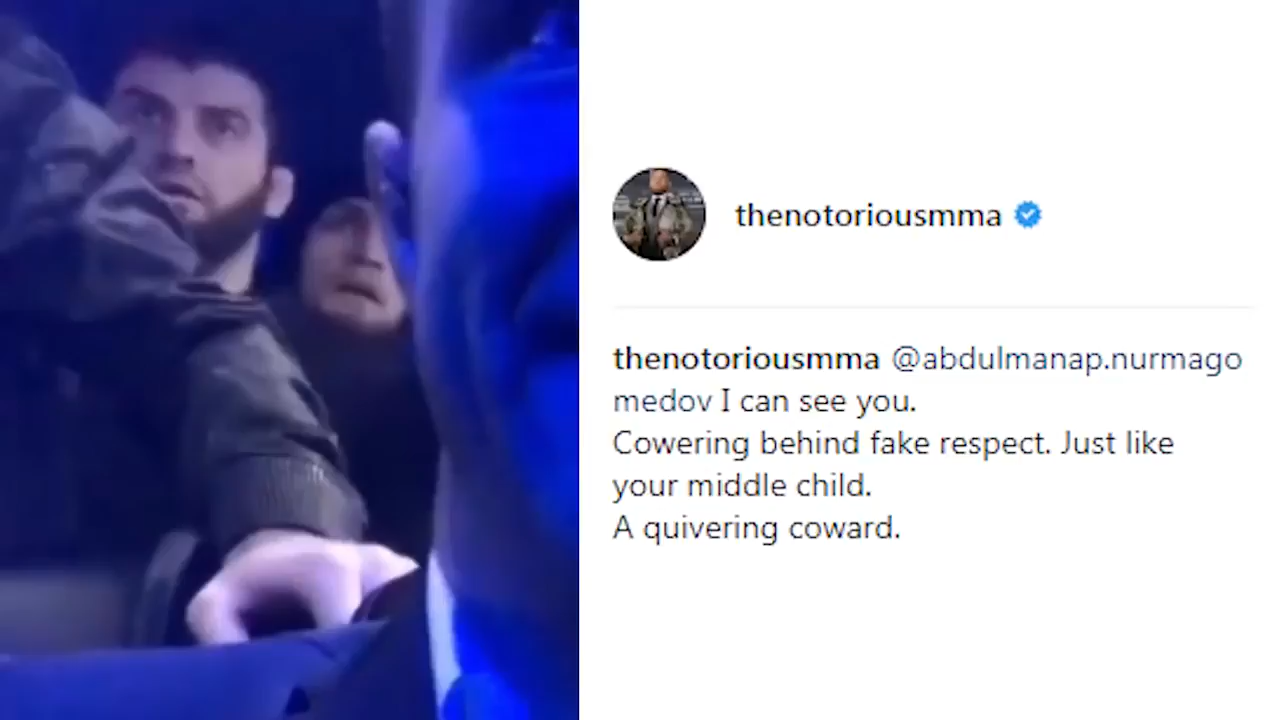 thenotoriousmma
thenotoriousmma @abdulmanap.nurmago
medov I can see you.
Cowering behind fake respect. Just like
your middle child.
A quivering coward.